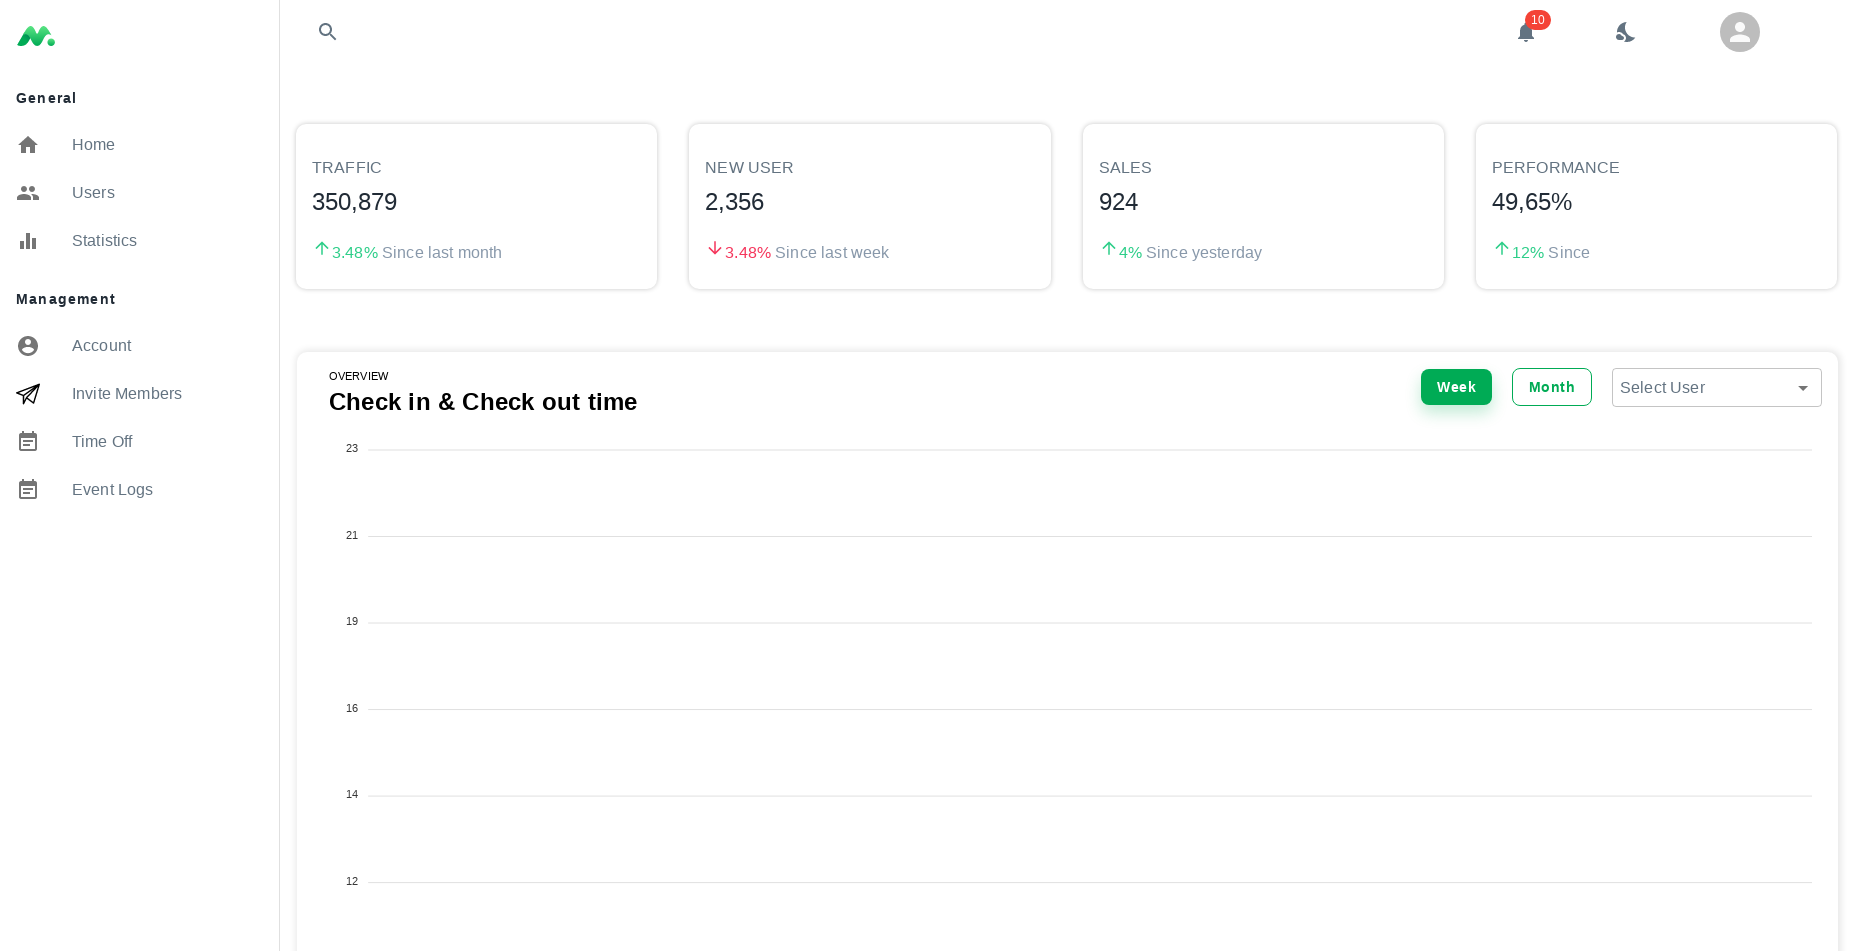 10
General
Home
Users
Statistics
Management
Account
Invite Members
Time Off
Event Logs
TRAFFIC
350,879
3.48% Since last month
NEW USER
2,356
3.48% Since last week
SALES
924
4% Since yesterday
PERFORMANCE
49,65%
12% Since
OVERVIEW
Check in & Check out time
Week
Month
Select User
23
21
19
16
14
12